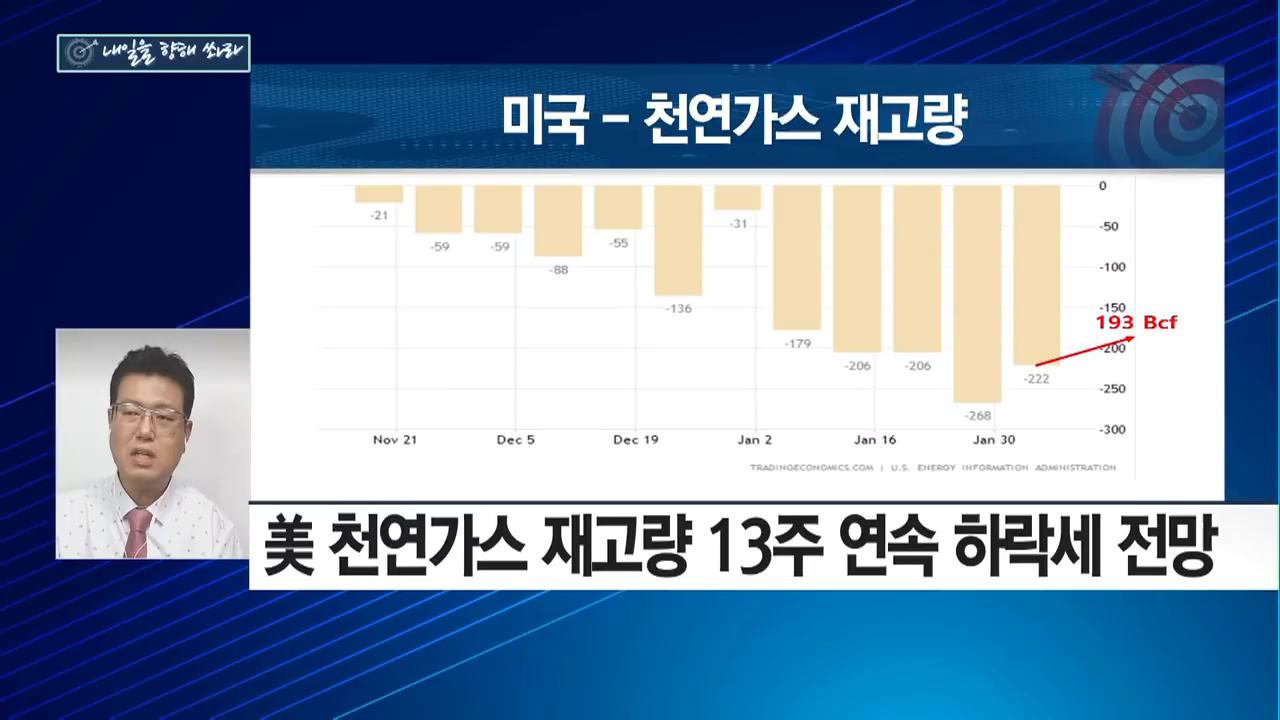 내일을 향해 쏴라
미국 - 천연가스 재고량
0
-50
-100
-150
-200
-250
-300
-21
-59
-59
-88
-55
-136
-31
-179
-206
-206
-268
-222
193 Bcf
Nov 21
Dec 5
Dec 19
Jan 2
Jan 16
Jan 30
TRADINGECONOMICS.COM | U.S. ENERGY INFORMATION ADMINISTRATION
美 천연가스 재고량 13주 연속 하락세 전망